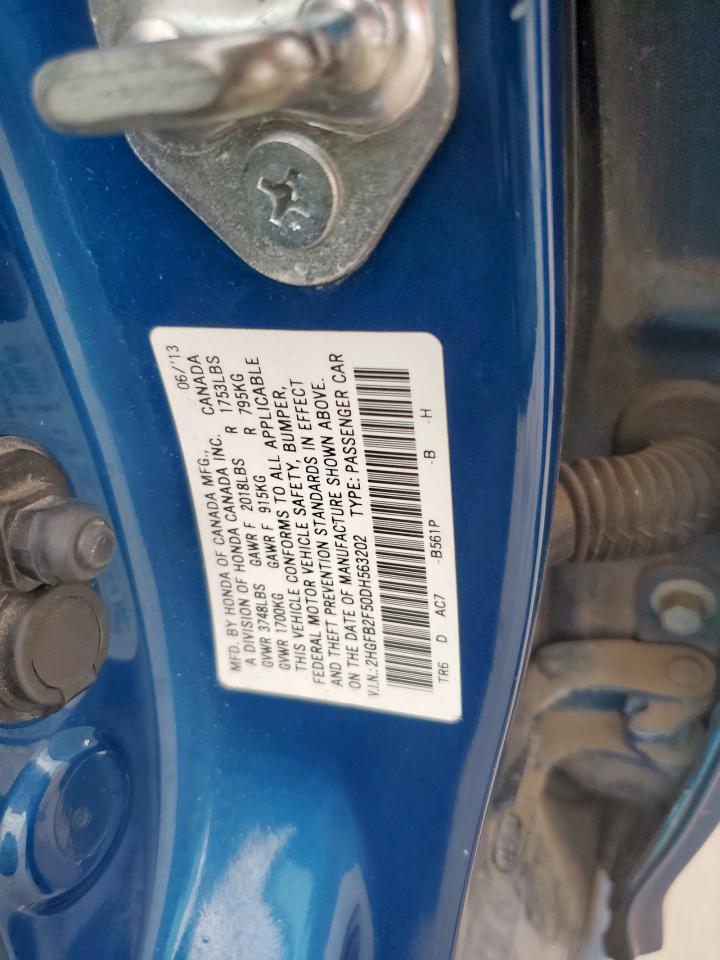 MFD. BY HONDA OF CANADA MFG., 06/'13
A DIVISION OF HONDA CANADA INC. CANADA
GVWR 3748LBS GAWR F 2018LBS R 1753LBS
GVWR 1700KG GAWR F 915KG R 795KG
THIS VEHICLE CONFORMS TO ALL APPLICABLE
FEDERAL MOTOR VEHICLE SAFETY, BUMPER,
AND THEFT PREVENTION STANDARDS IN EFFECT
ON THE DATE OF MANUFACTURE SHOWN ABOVE.
V.I.N.:2HGFB2F50DH563202 TYPE: PASSENGER CAR
TR6 D AC7 -B561P -B -H